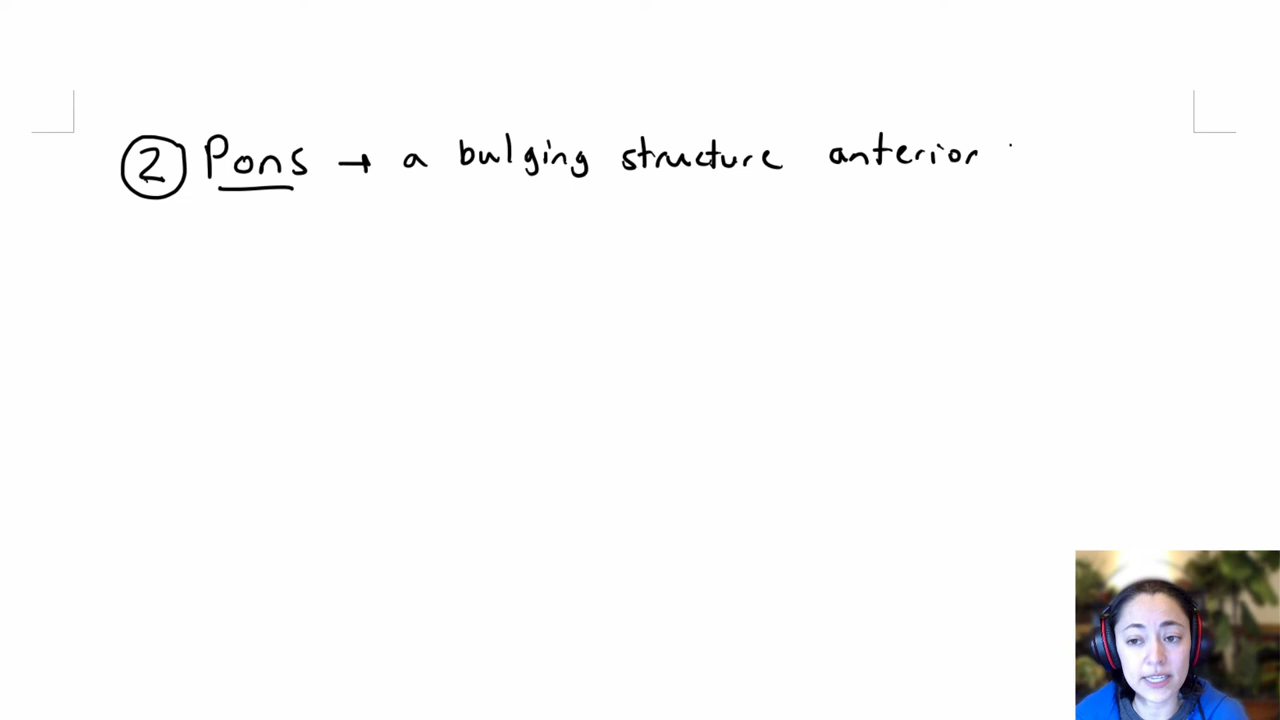 ② Pons → a bulging structure anterior